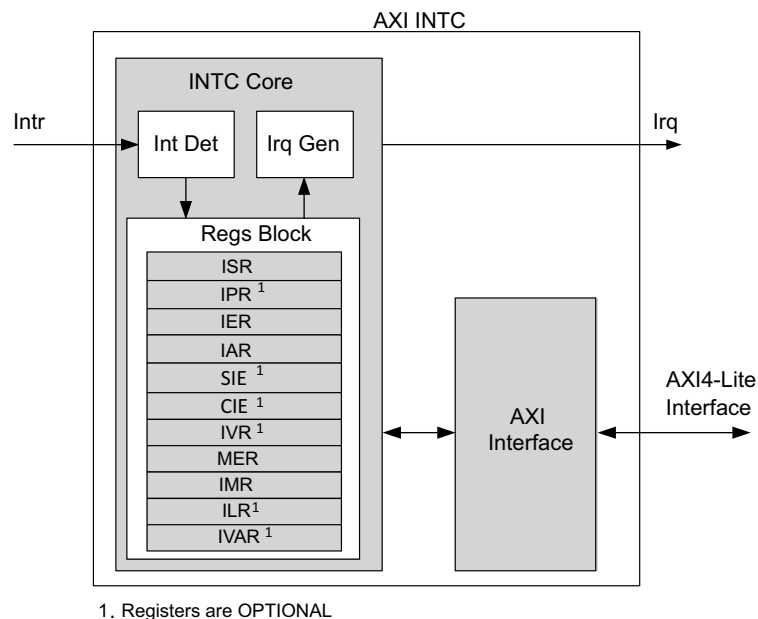 AXI INTC
INTC Core
Intr
Int Det
Irq Gen
Irq
Regs Block
ISR
IPR 1
IER
IAR
SIE 1
CIE 1
IVR 1
MER
IMR
ILR1
IVAR 1
AXI
Interface
AXI4-Lite
Interface
1. Registers are OPTIONAL